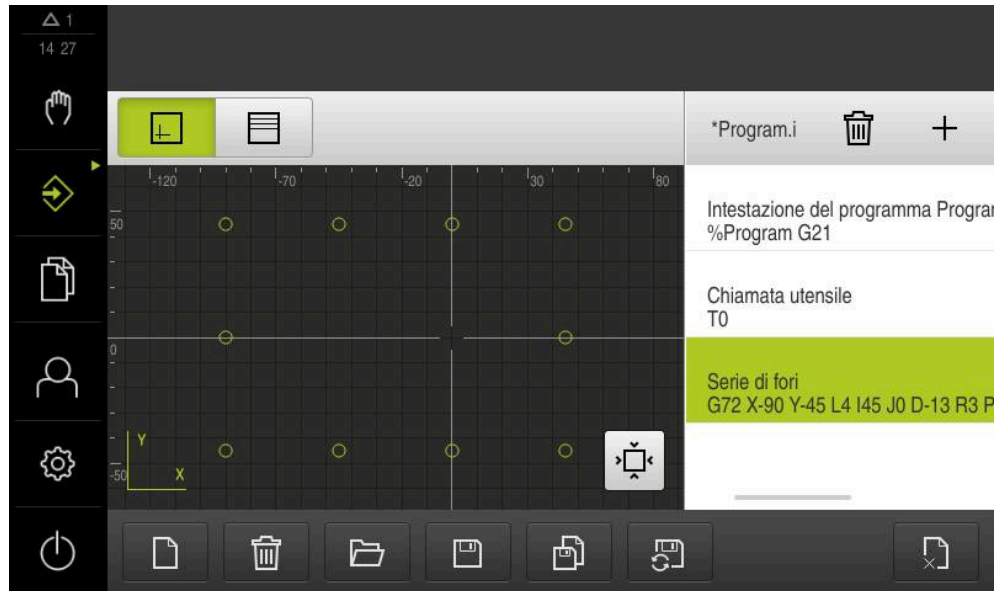 1
14 27
*Program.i
-120 -70 -20 30 80
50
0
-50
Y
X
Intestazione del programma Progra
%Program G21
Chiamata utensile
T0
Serie di fori
G72 X-90 Y-45 L4 I45 J0 D-13 R3 P